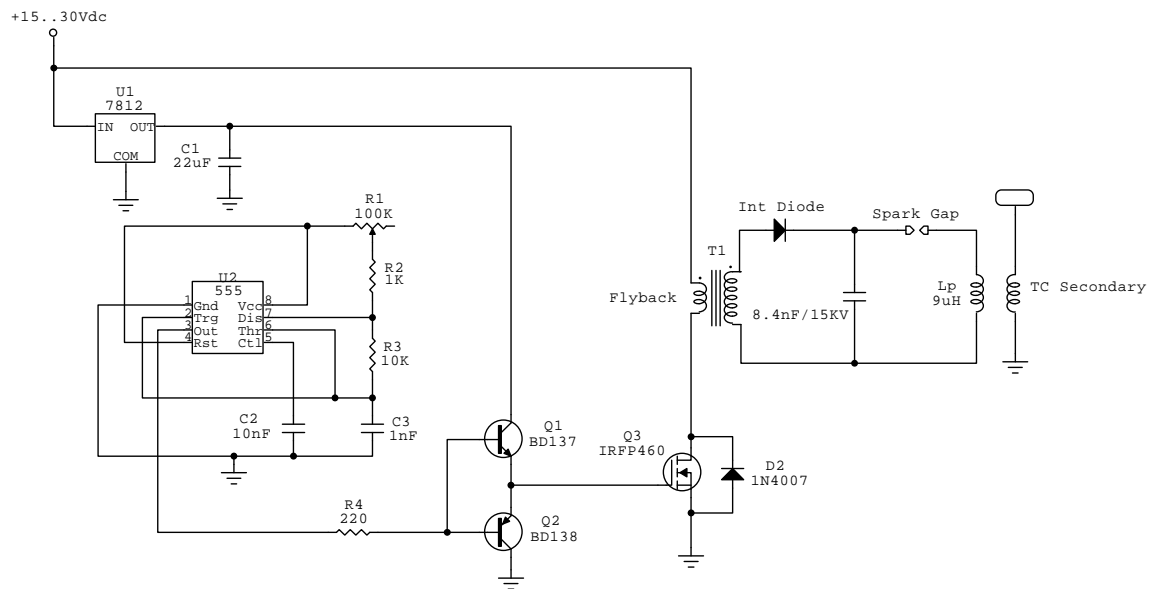 +15..30Vdc
U1
7812
IN OUT
COM
C1
22uF
R1
100K
R2
1K
U2
555
1 Gnd Vcc 8
2 Trg Dis 7
3 Out Thr 6
4 Rst Ctl 5
R3
10K
C2
10nF
C3
1nF
R4
220
Q1
BD137
Q2
BD138
Q3
IRFP460
D2
1N4007
T1
Flyback
Int Diode
Spark Gap
8.4nF/15KV
Lp
9uH
TC Secondary